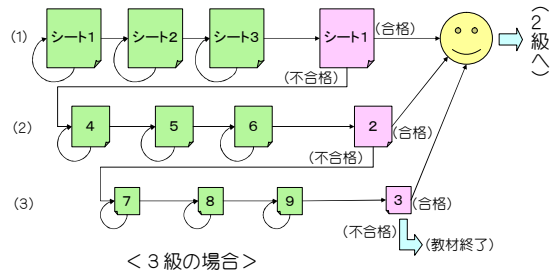 (1) シート1 シート2 シート3 シート1 (合格) (2級へ)
(不合格)
(2) 4 5 6 2 (合格)
(不合格)
(3) 7 8 9 3 (合格)
(不合格) (教材終了)
<3級の場合>